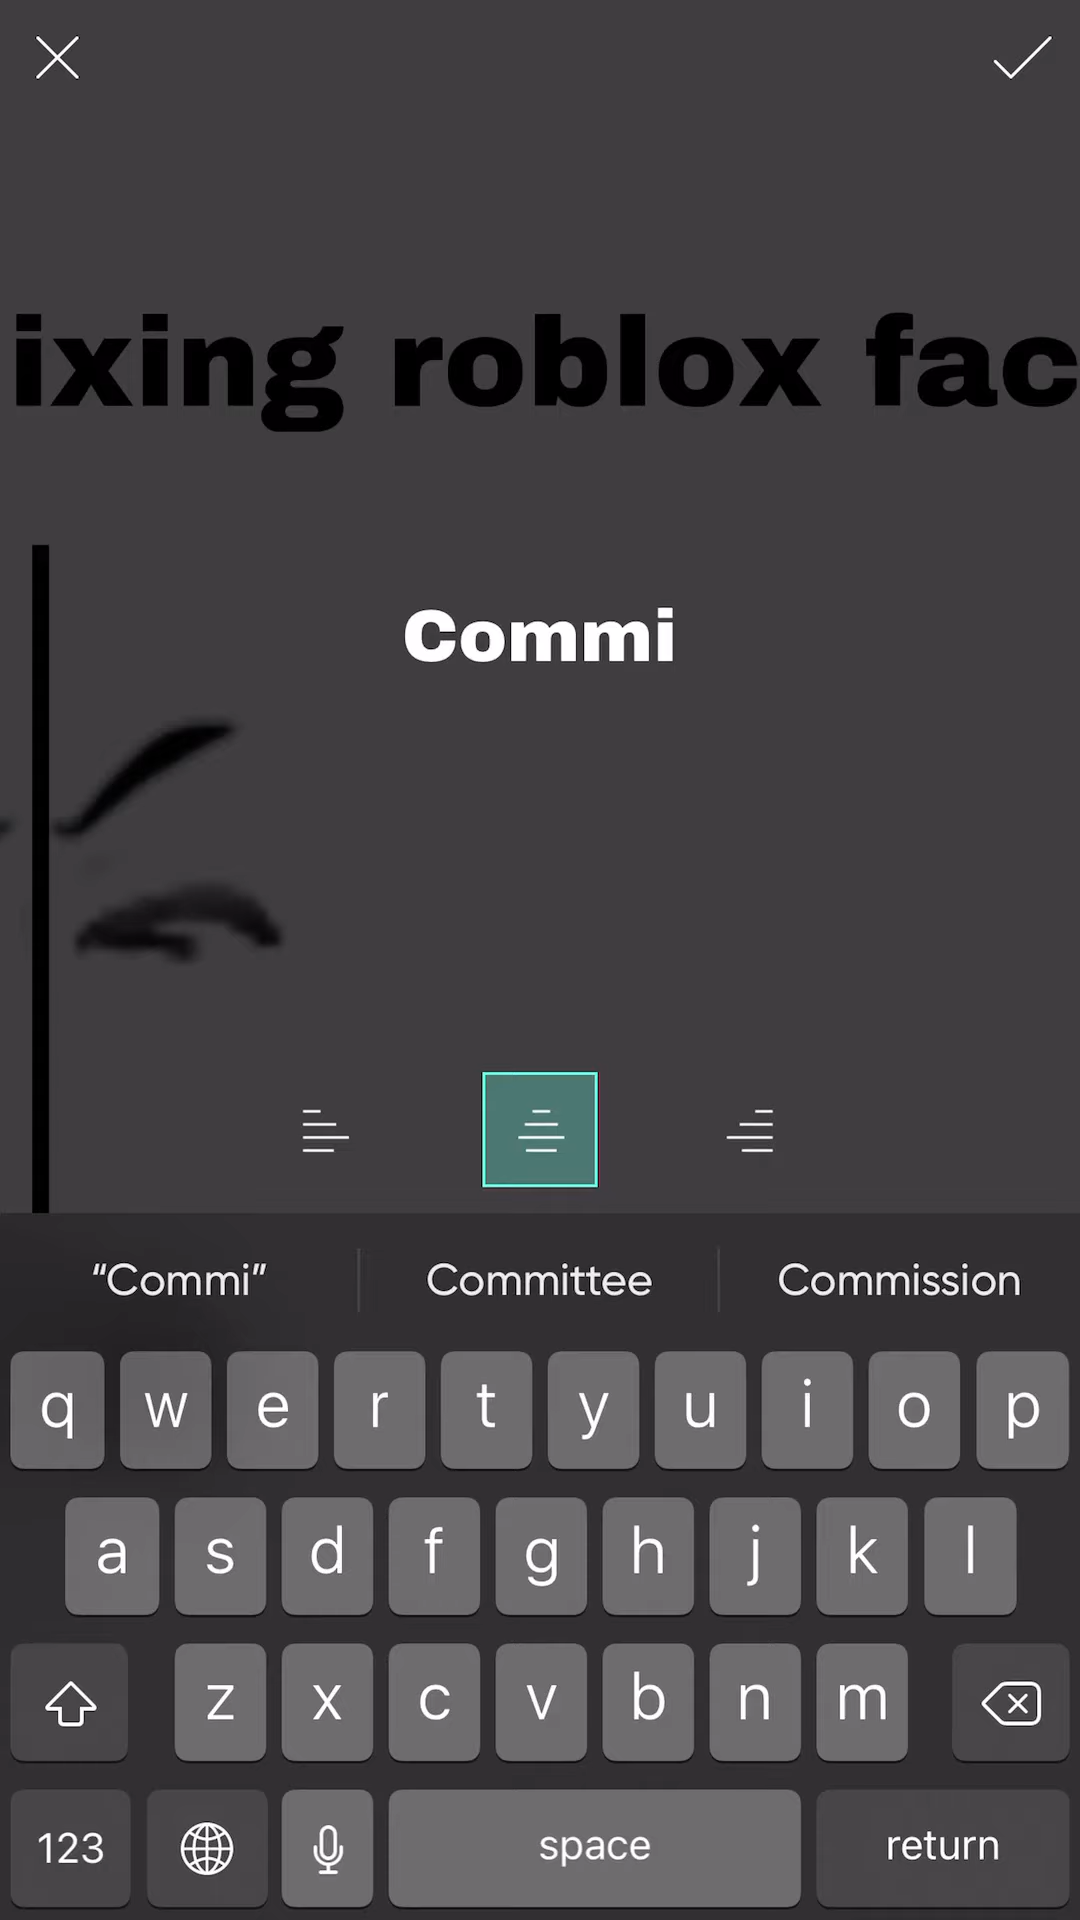 ixing roblox fac
Commi
“Commi” Committee Commission
q w e r t y u i o p
a s d f g h j k l
z x c v b n m
123 space return